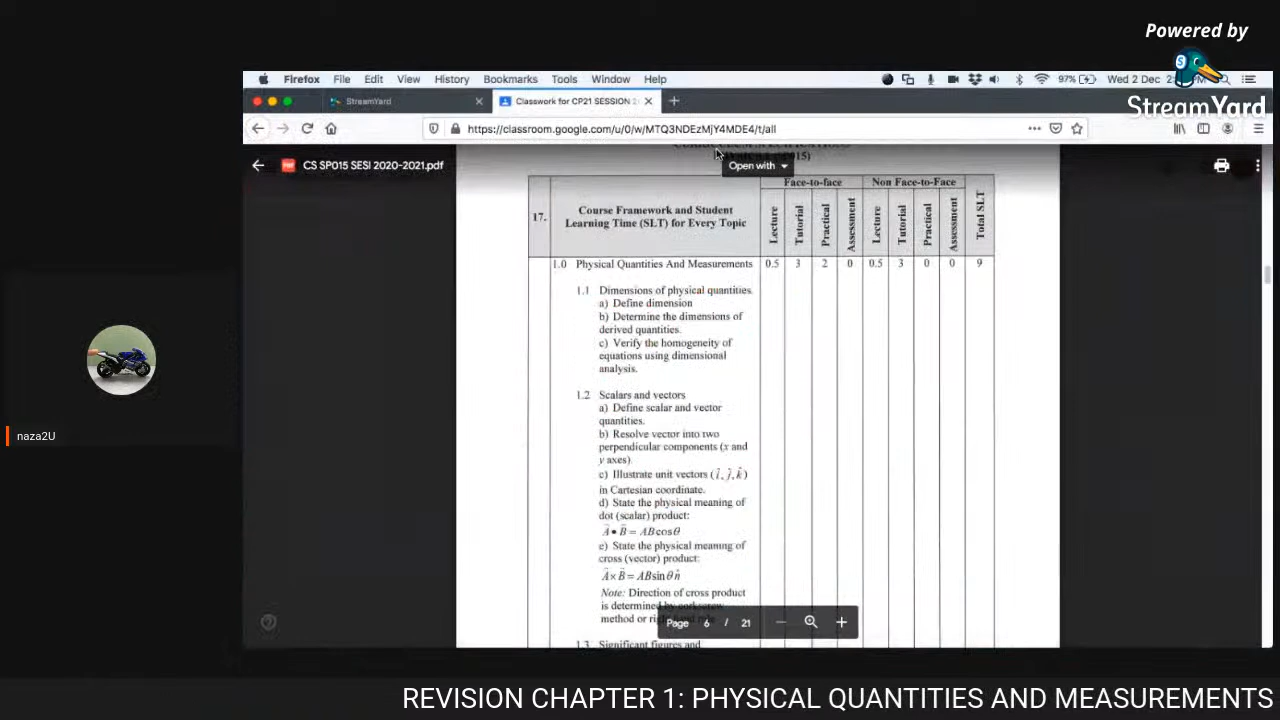 Powered by
StreamYard
Firefox File Edit View History Bookmarks Tools Window Help
97% Wed 2 Dec
StreamYard
Classwork for CP21 SESSION
https://classroom.google.com/u/0/w/MTQ3NDEzMjY4MDE4/t/all
CS SP015 SESI 2020-2021.pdf
Open with
17.
Course Framework and Student
Learning Time (SLT) for Every Topic
Face-to-face
Non Face-to-Face
Lecture
Tutorial
Practical
Assessment
Lecture
Tutorial
Practical
Assessment
Total SLT
1.0 Physical Quantities And Measurements 0.5 3 2 0 0.5 3 0 0 9
1.1 Dimensions of physical quantities.
a) Define dimension
b) Determine the dimensions of
derived quantities.
c) Verify the homogeneity of
equations using dimensional
analysis.
1.2 Scalars and vectors
a) Define scalar and vector
quantities.
b) Resolve vector into two
perpendicular components (x and
y axes).
c) Illustrate unit vectors (î, ĵ, k̂)
in Cartesian coordinate.
d) State the physical meaning of
dot (scalar) product:
A⃗ • B⃗ = AB cos θ
e) State the physical meaning of
cross (vector) product:
A⃗ × B⃗ = AB sin θ n̂
Note: Direction of cross product
is determined by corkscrew
method or right
Page 6 / 21
1.3 Significant figures and
naza2U
REVISION CHAPTER 1: PHYSICAL QUANTITIES AND MEASUREMENTS